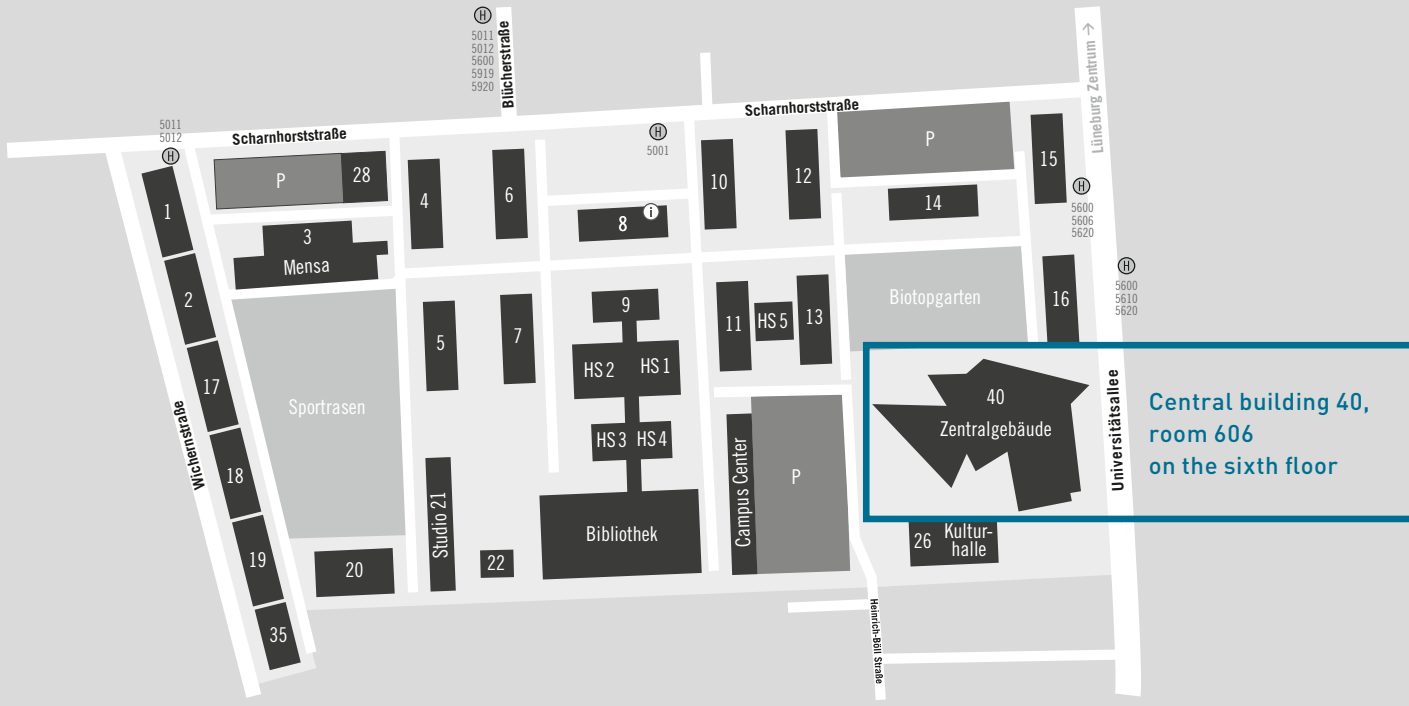 H
5011
5012
5600
5919
5920
Blücherstraße
Lüneburg Zentrum →
5011
5012
H
Scharnhorststraße
H
5001
Scharnhorststraße
P
28
4
6
8
i
10
12
P
14
15
H
5600
5606
5620
1
3
Mensa
2
5
7
9
HS 2
HS 1
HS 3
HS 4
11
HS 5
13
Biotopgarten
16
H
5600
5610
5620
17
Sportrasen
Wichernstraße
18
19
35
20
Studio 21
22
Bibliothek
Campus Center
P
40
Zentralgebäude
Universitätsallee
Central building 40,
room 606
on the sixth floor
26
Kultur-
halle
Heinrich-Böll Straße